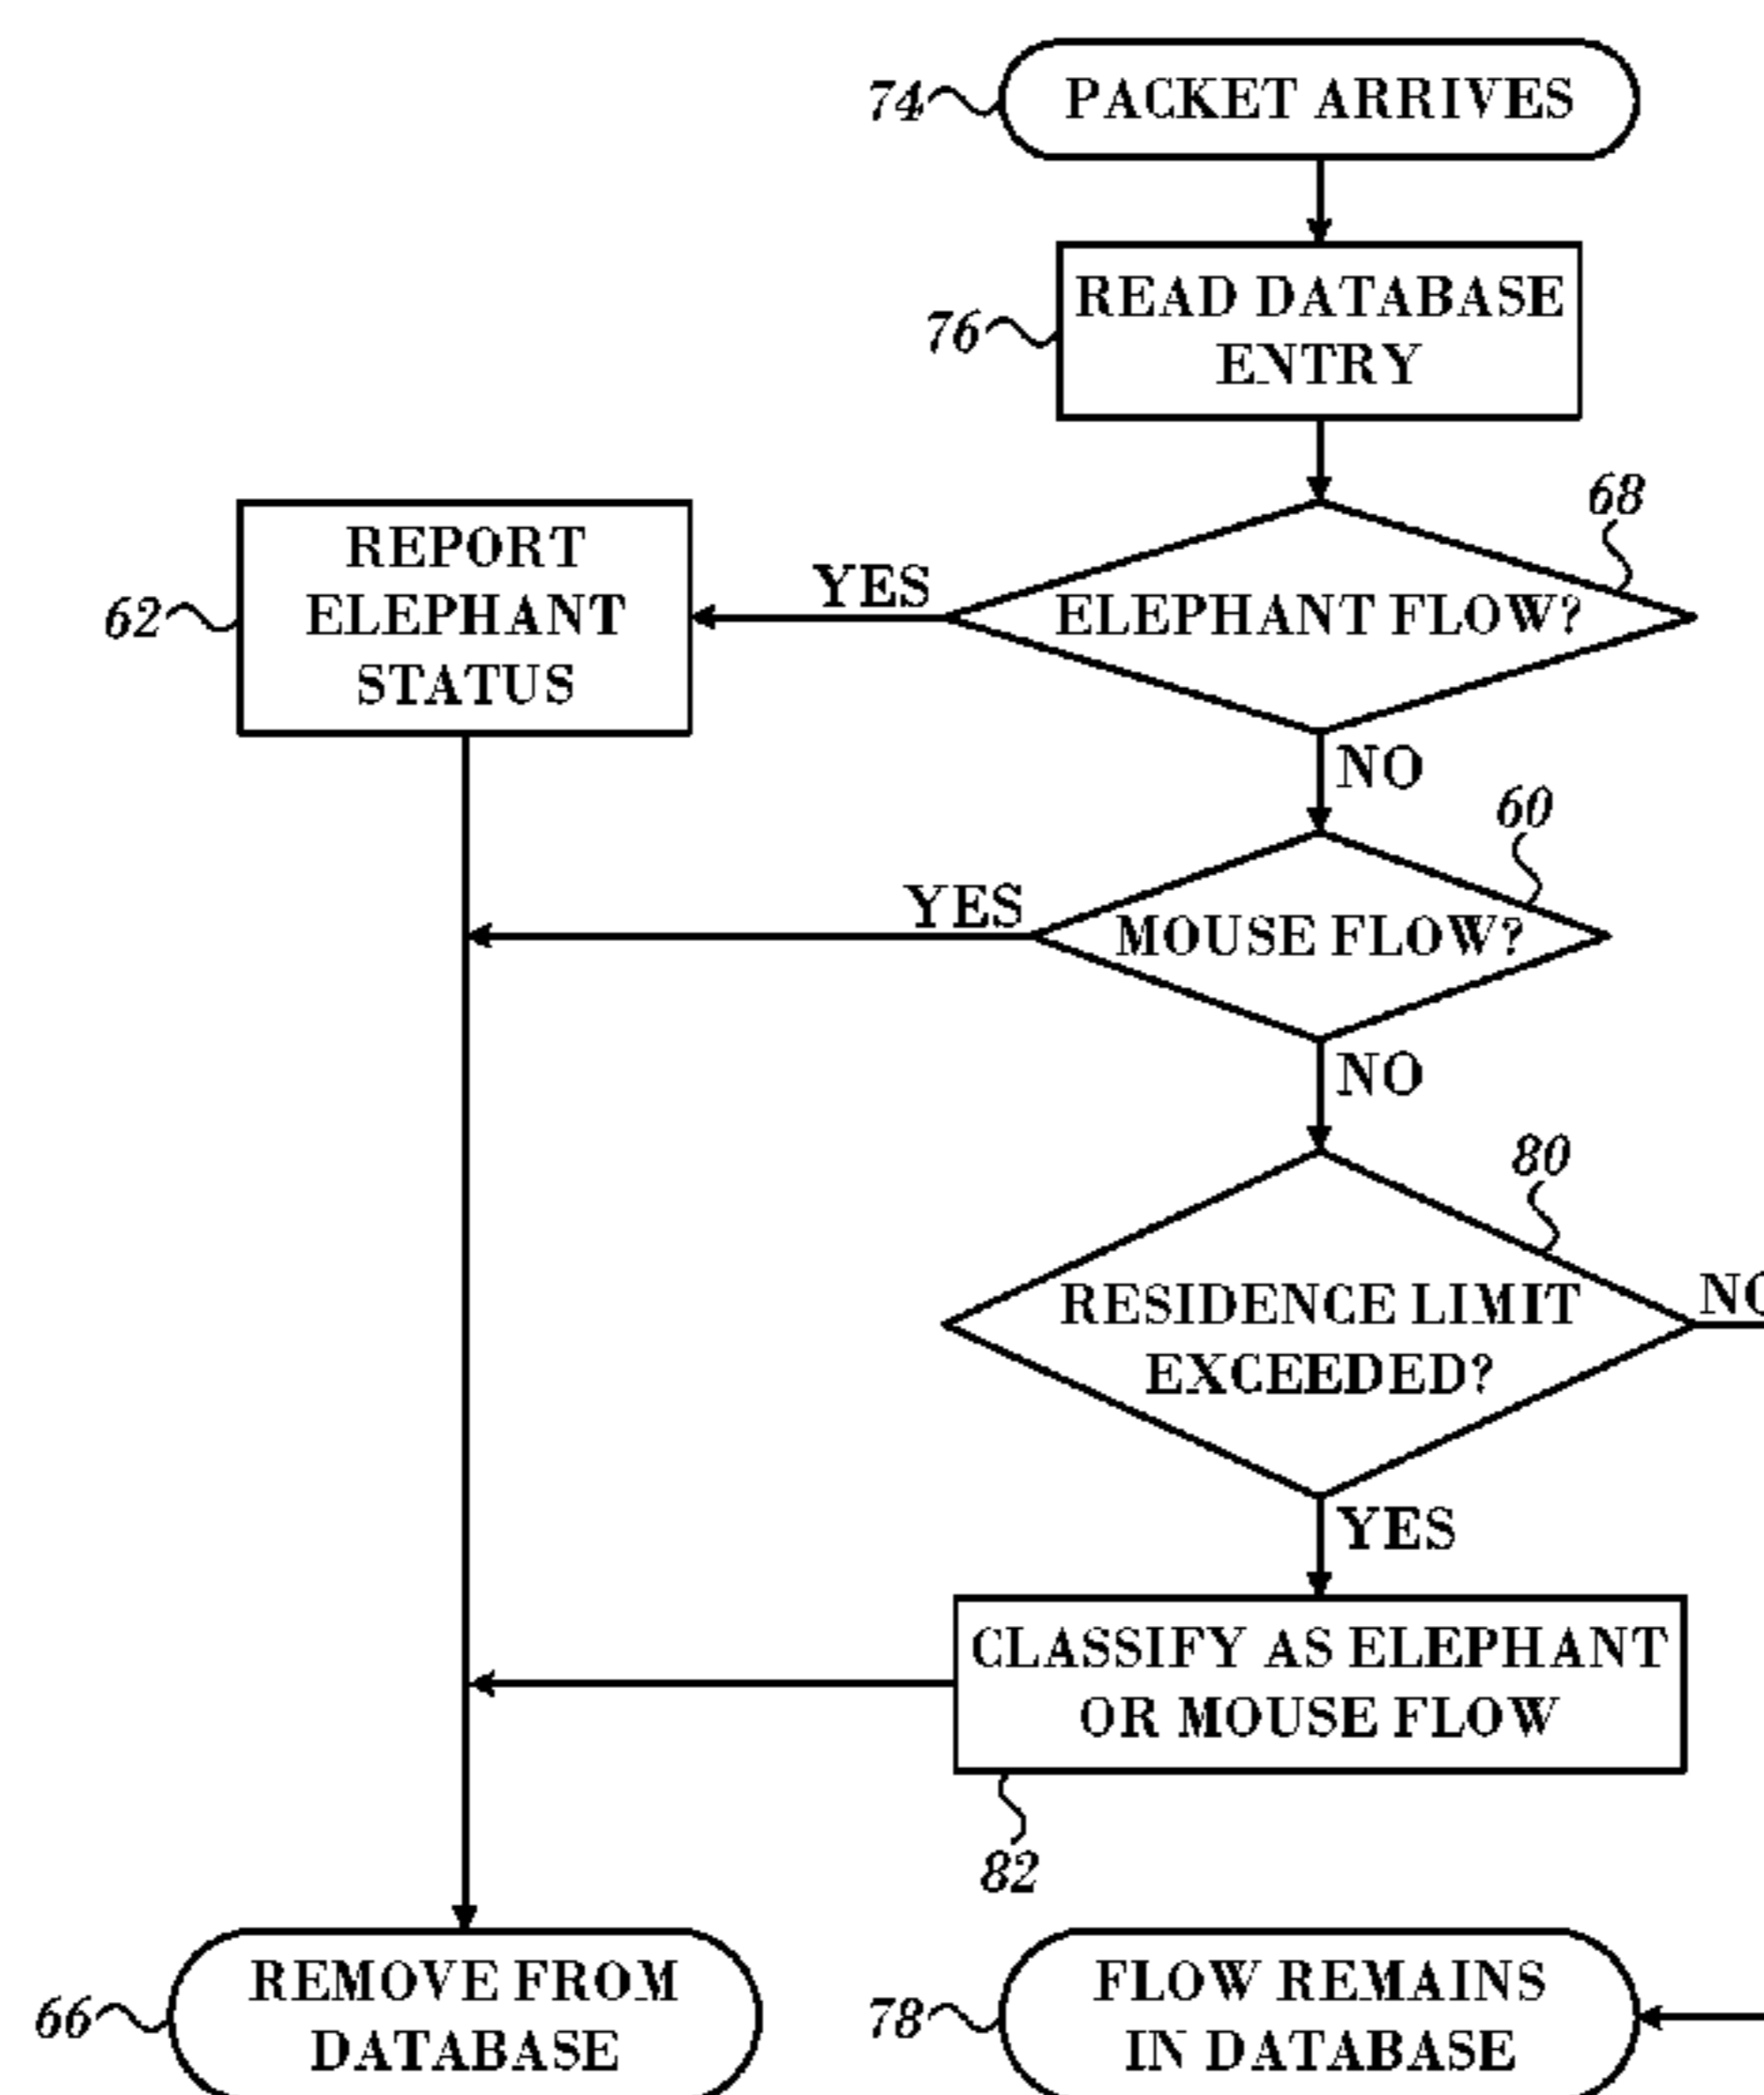 74
PACKET ARRIVES
76
READ DATABASE
ENTRY
68
ELEPHANT FLOW?
YES
62
REPORT
ELEPHANT
STATUS
NO
60
MOUSE FLOW?
YES
NO
80
RESIDENCE LIMIT
EXCEEDED?
NO
YES
CLASSIFY AS ELEPHANT
OR MOUSE FLOW
82
66
REMOVE FROM
DATABASE
78
FLOW REMAINS
IN DATABASE